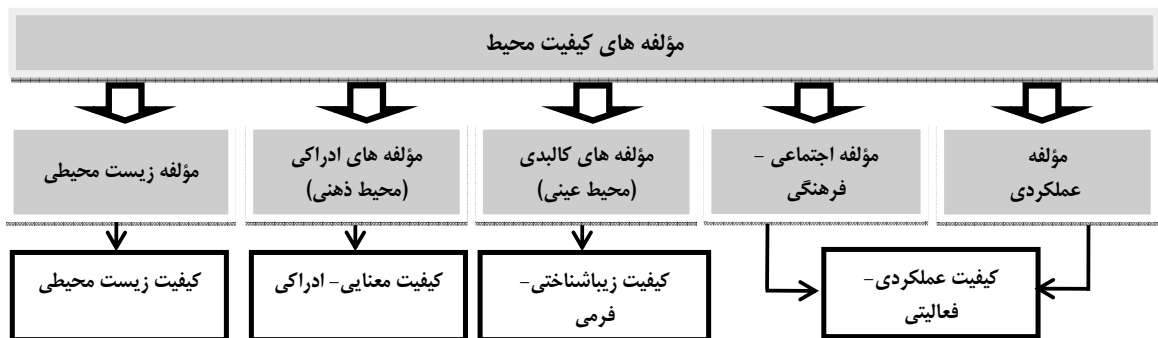 مؤلفه های کیفیت محیط
مؤلفه
عملکردی
مؤلفه اجتماعی –
فرهنگی
مؤلفه های کالبدی
(محیط عینی)
مؤلفه های ادراکی
(محیط ذهنی)
مؤلفه زیست محیطی
کیفیت عملکردی–
فعالیتی
کیفیت زیباشناختی–
فرمی
کیفیت معنایی– ادراکی
کیفیت زیست محیطی